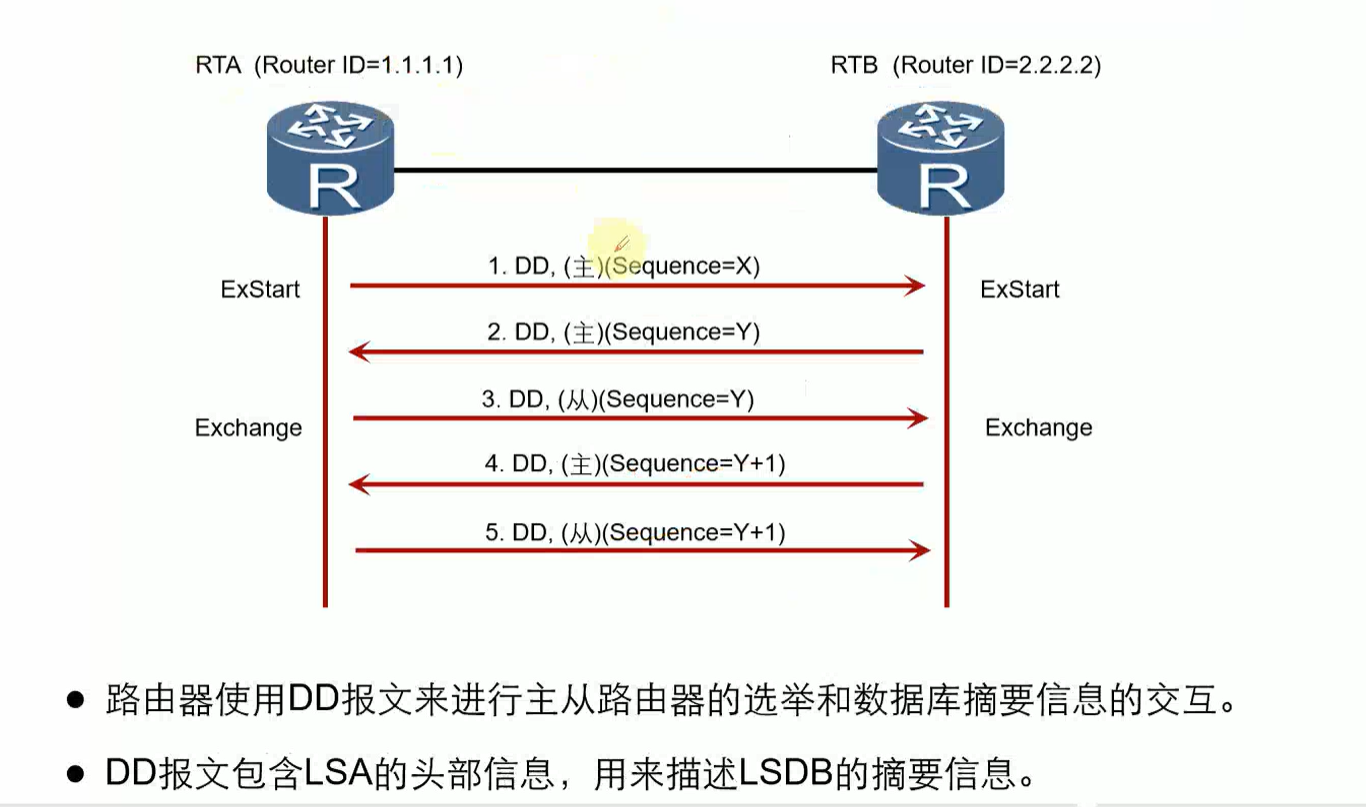 RTA (Router ID=1.1.1.1)
RTB (Router ID=2.2.2.2)
R
R
1. DD, (主)(Sequence=X)
ExStart
ExStart
2. DD, (主)(Sequence=Y)
3. DD, (从)(Sequence=Y)
Exchange
Exchange
4. DD, (主)(Sequence=Y+1)
5. DD, (从)(Sequence=Y+1)
● 路由器使用DD报文来进行主从路由器的选举和数据库摘要信息的交互。
● DD报文包含LSA的头部信息，用来描述LSDB的摘要信息。